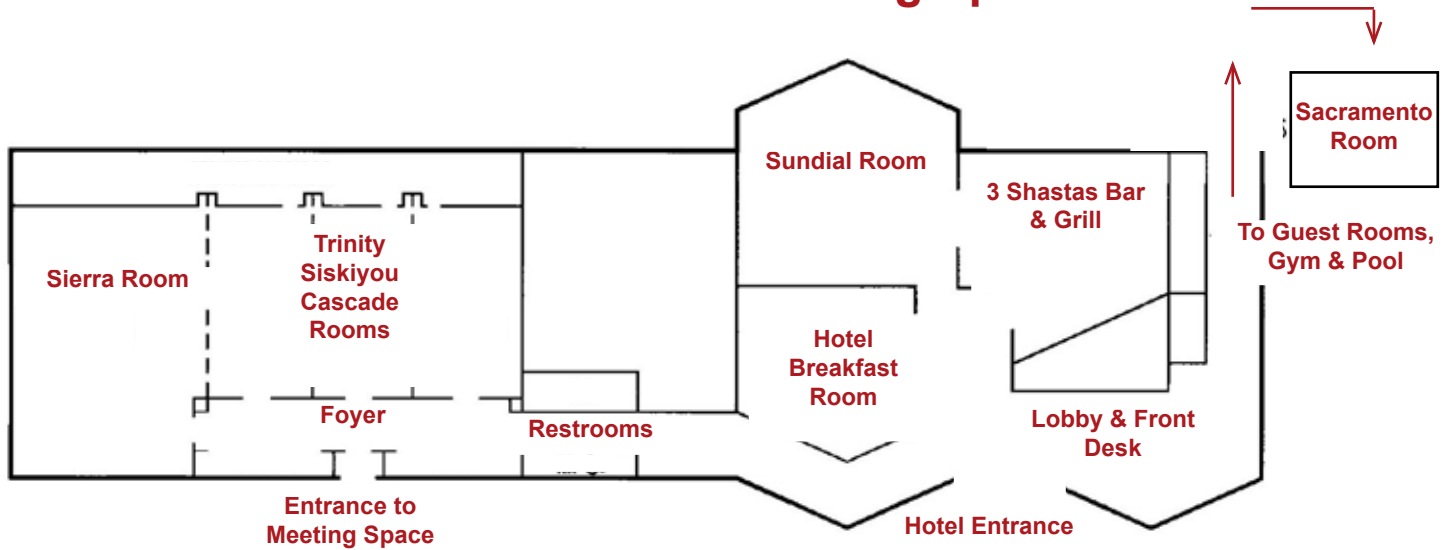 Sacramento
Room
Sundial Room
3 Shastas Bar
& Grill
To Guest Rooms,
Gym & Pool
Trinity
Siskiyou
Cascade
Rooms
Sierra Room
Hotel
Breakfast
Room
Foyer
Restrooms
Lobby & Front
Desk
Entrance to
Meeting Space
Hotel Entrance